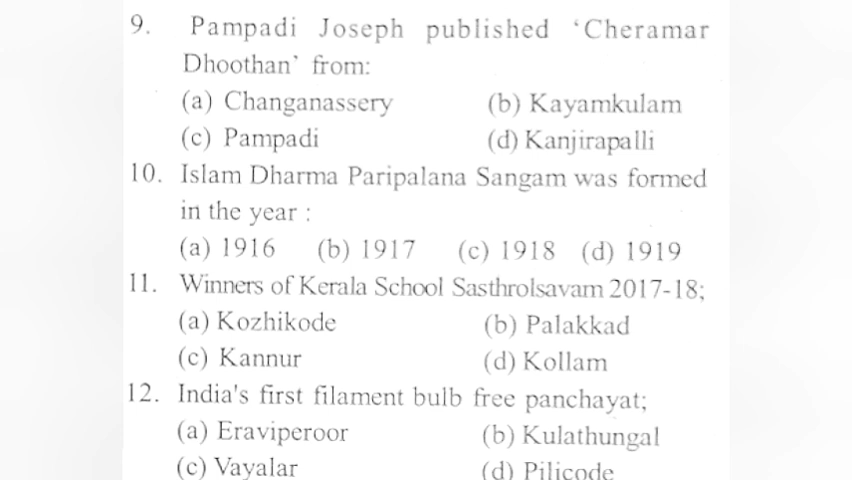 9. Pampadi Joseph published ‘Cheramar
Dhoothan’ from:
(a) Changanassery (b) Kayamkulam
(c) Pampadi (d) Kanjirapalli
10. Islam Dharma Paripalana Sangam was formed
in the year :
(a) 1916 (b) 1917 (c) 1918 (d) 1919
11. Winners of Kerala School Sasthrolsavam 2017-18;
(a) Kozhikode (b) Palakkad
(c) Kannur (d) Kollam
12. India's first filament bulb free panchayat;
(a) Eraviperoor (b) Kulathungal
(c) Vayalar (d) Pilicode